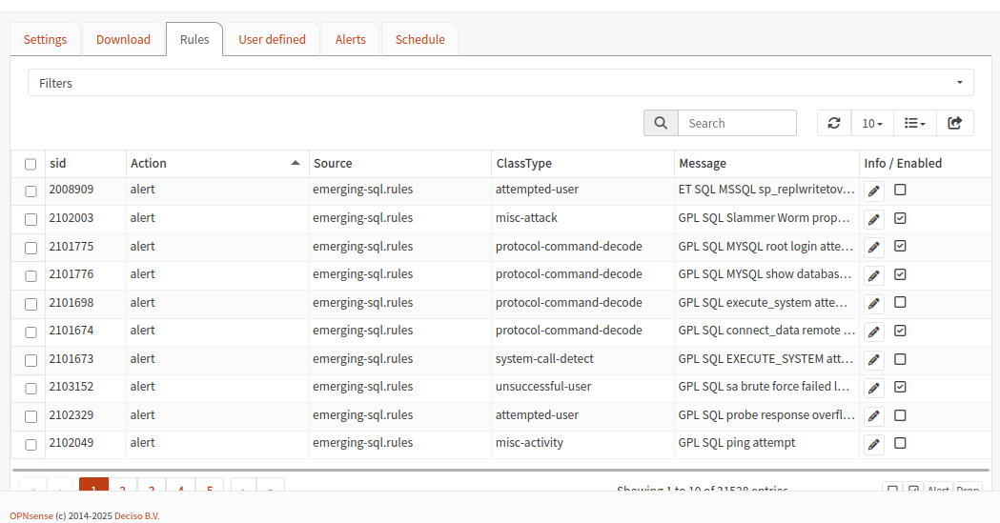 Settings Download Rules User defined Alerts Schedule
Filters
Search 10
sid Action Source ClassType Message Info / Enabled
2008909 alert emerging-sql.rules attempted-user ET SQL MSSQL sp_replwritetov...
2102003 alert emerging-sql.rules misc-attack GPL SQL Slammer Worm prop...
2101775 alert emerging-sql.rules protocol-command-decode GPL SQL MYSQL root login atte...
2101776 alert emerging-sql.rules protocol-command-decode GPL SQL MYSQL show databas...
2101698 alert emerging-sql.rules protocol-command-decode GPL SQL execute_system atte...
2101674 alert emerging-sql.rules protocol-command-decode GPL SQL connect_data remote ...
2101673 alert emerging-sql.rules system-call-detect GPL SQL EXECUTE_SYSTEM att...
2103152 alert emerging-sql.rules unsuccessful-user GPL SQL sa brute force failed l...
2102329 alert emerging-sql.rules attempted-user GPL SQL probe response overfl...
2102049 alert emerging-sql.rules misc-activity GPL SQL ping attempt
« ‹ 1 2 3 4 5 › » Showing 1 to 10 of 31528 entries Alert Drop
OPNsense (c) 2014-2025 Deciso B.V.